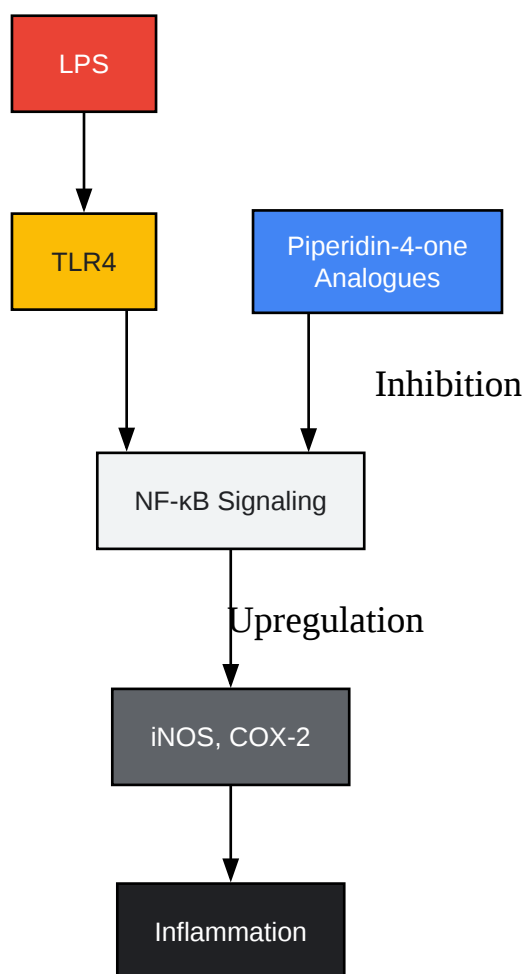 LPS
TLR4
Piperidin-4-one
Analogues
Inhibition
NF-κB Signaling
Upregulation
iNOS, COX-2
Inflammation